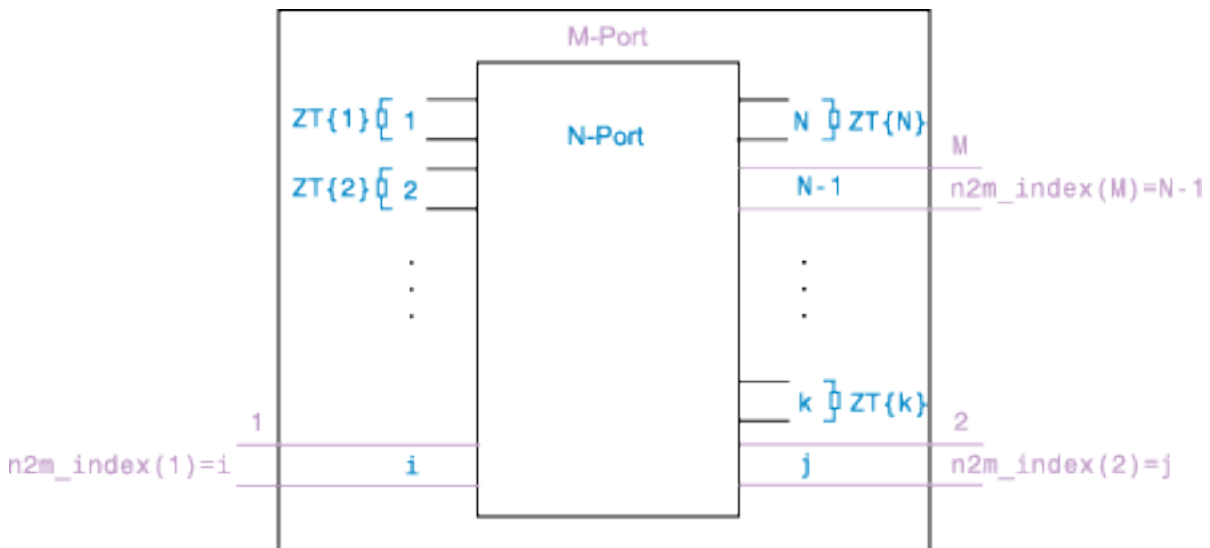 M-Port
ZT{1} 1
N-Port
N ZT{N}
M
ZT{2} 2
N-1
n2m_index(M)=N-1
k ZT{k}
1
2
n2m_index(1)=i
i
j
n2m_index(2)=j